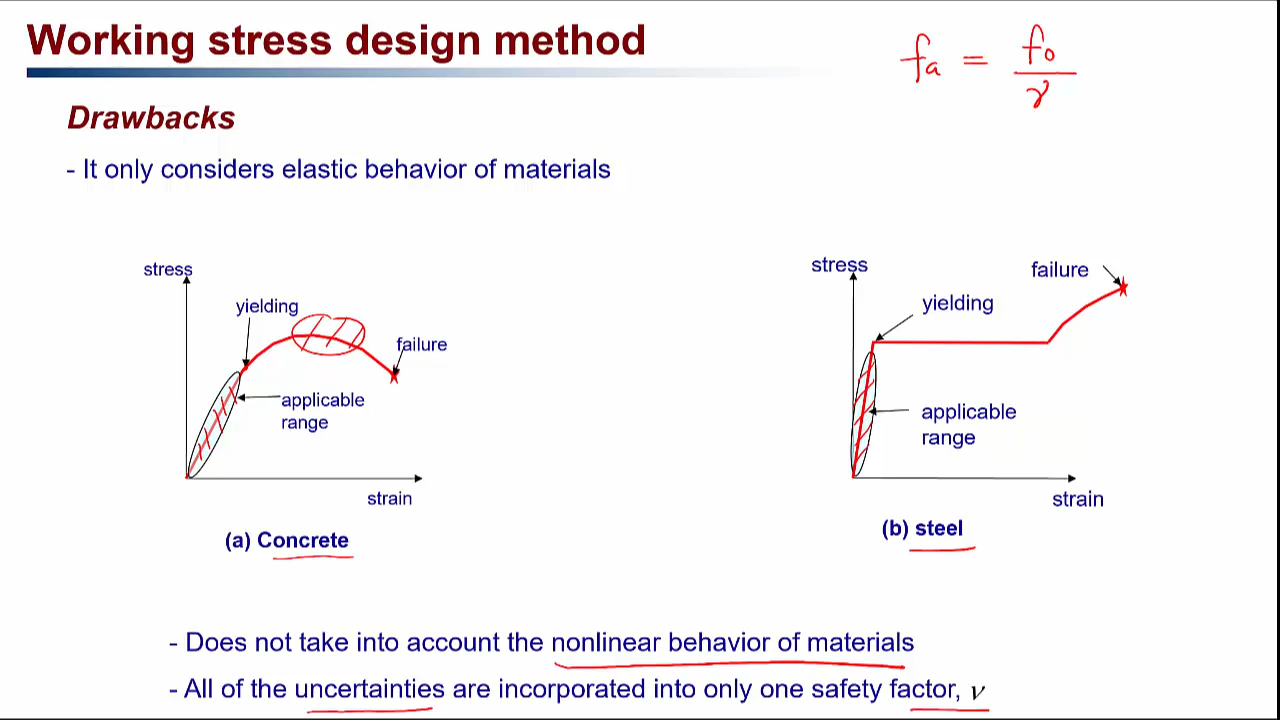 Working stress design method
fa = f0 / γ
Drawbacks
- It only considers elastic behavior of materials
stress
yielding
failure
applicable
range
strain
(a) Concrete
stress
failure
yielding
applicable
range
strain
(b) steel
- Does not take into account the nonlinear behavior of materials
- All of the uncertainties are incorporated into only one safety factor, ν